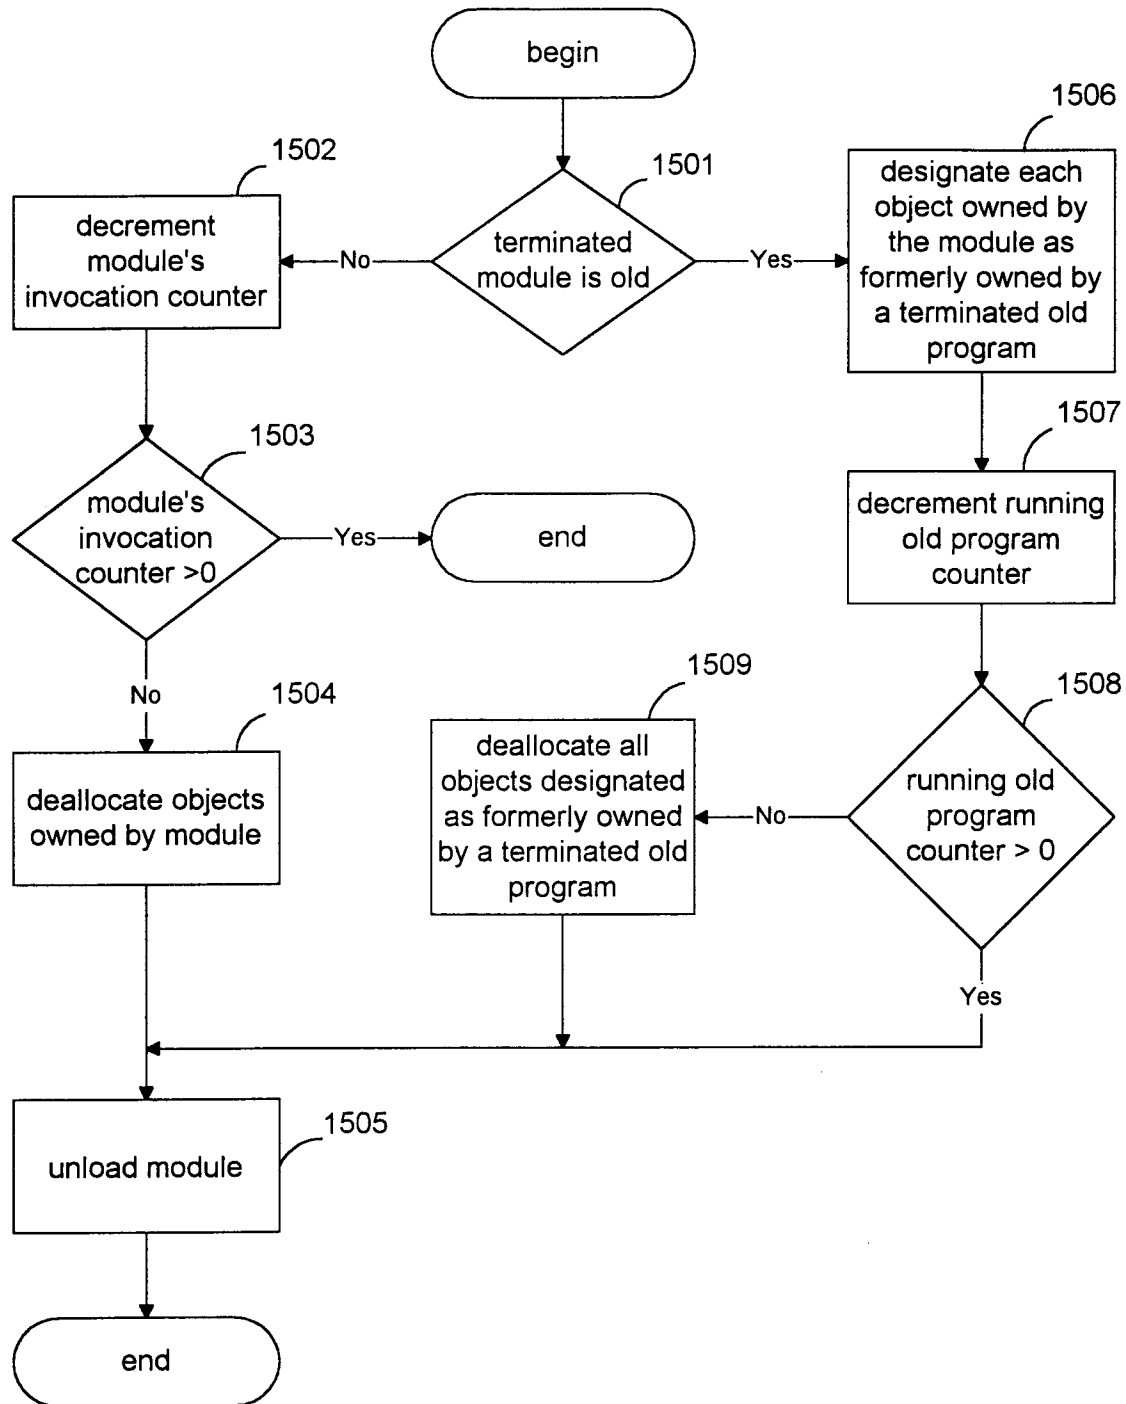 begin
1501
terminated
module is old
No
Yes
1502
decrement
module's
invocation counter
1503
module's
invocation
counter >0
Yes
end
No
1504
deallocate objects
owned by module
1505
unload module
end
1506
designate each
object owned by
the module as
formerly owned by
a terminated old
program
1507
decrement running
old program
counter
1508
running old
program
counter > 0
No
Yes
1509
deallocate all
objects designated
as formerly owned
by a terminated old
program